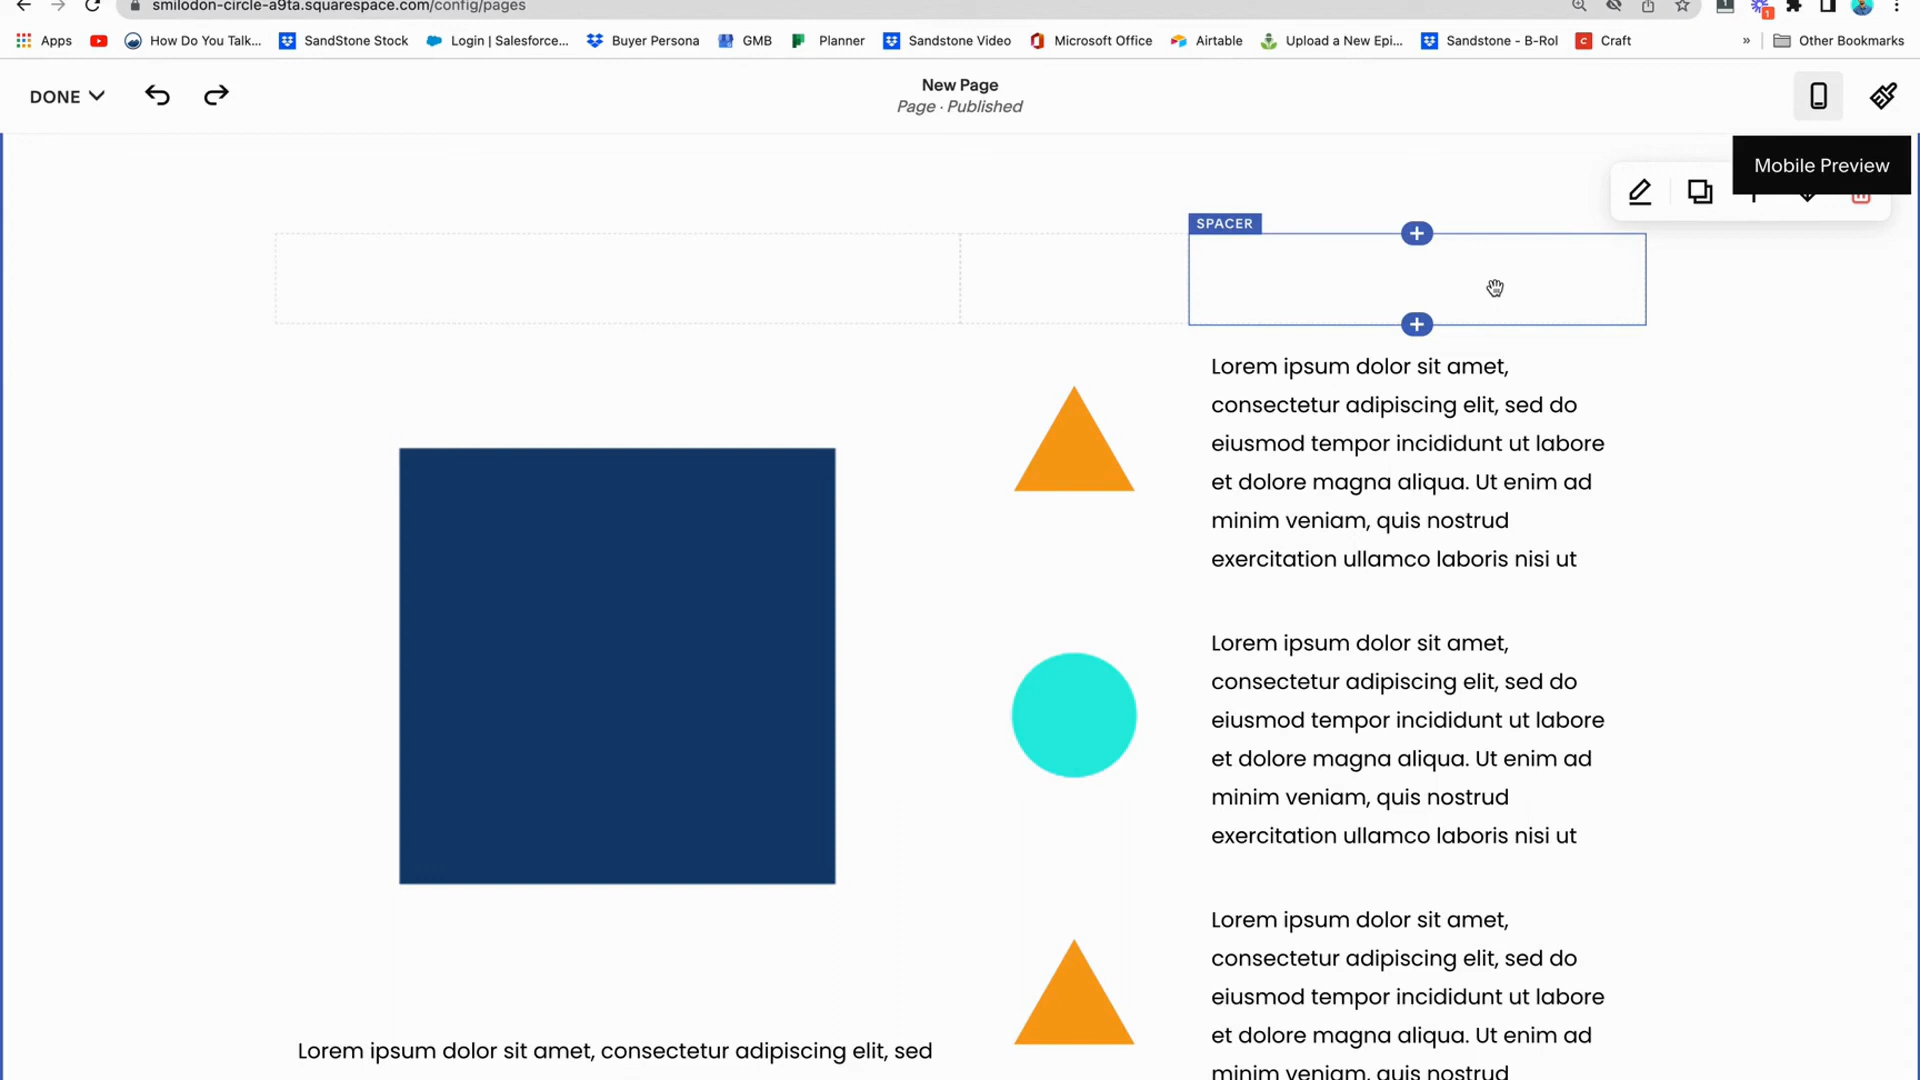 smilodon-circle-a9ta.squarespace.com/config/pages
1
1
Apps
How Do You Talk...
SandStone Stock
Login | Salesforce...
Buyer Persona
GMB
Planner
Sandstone Video
Microsoft Office
Airtable
Upload a New Epi...
Sandstone - B-Rol
Craft
»
Other Bookmarks
DONE
New Page
Page · Published
Mobile Preview
SPACER
Lorem ipsum dolor sit amet,
consectetur adipiscing elit, sed do
eiusmod tempor incididunt ut labore
et dolore magna aliqua. Ut enim ad
minim veniam, quis nostrud
exercitation ullamco laboris nisi ut
Lorem ipsum dolor sit amet,
consectetur adipiscing elit, sed do
eiusmod tempor incididunt ut labore
et dolore magna aliqua. Ut enim ad
minim veniam, quis nostrud
exercitation ullamco laboris nisi ut
Lorem ipsum dolor sit amet,
consectetur adipiscing elit, sed do
eiusmod tempor incididunt ut labore
et dolore magna aliqua. Ut enim ad
minim veniam, quis nostrud
Lorem ipsum dolor sit amet, consectetur adipiscing elit, sed